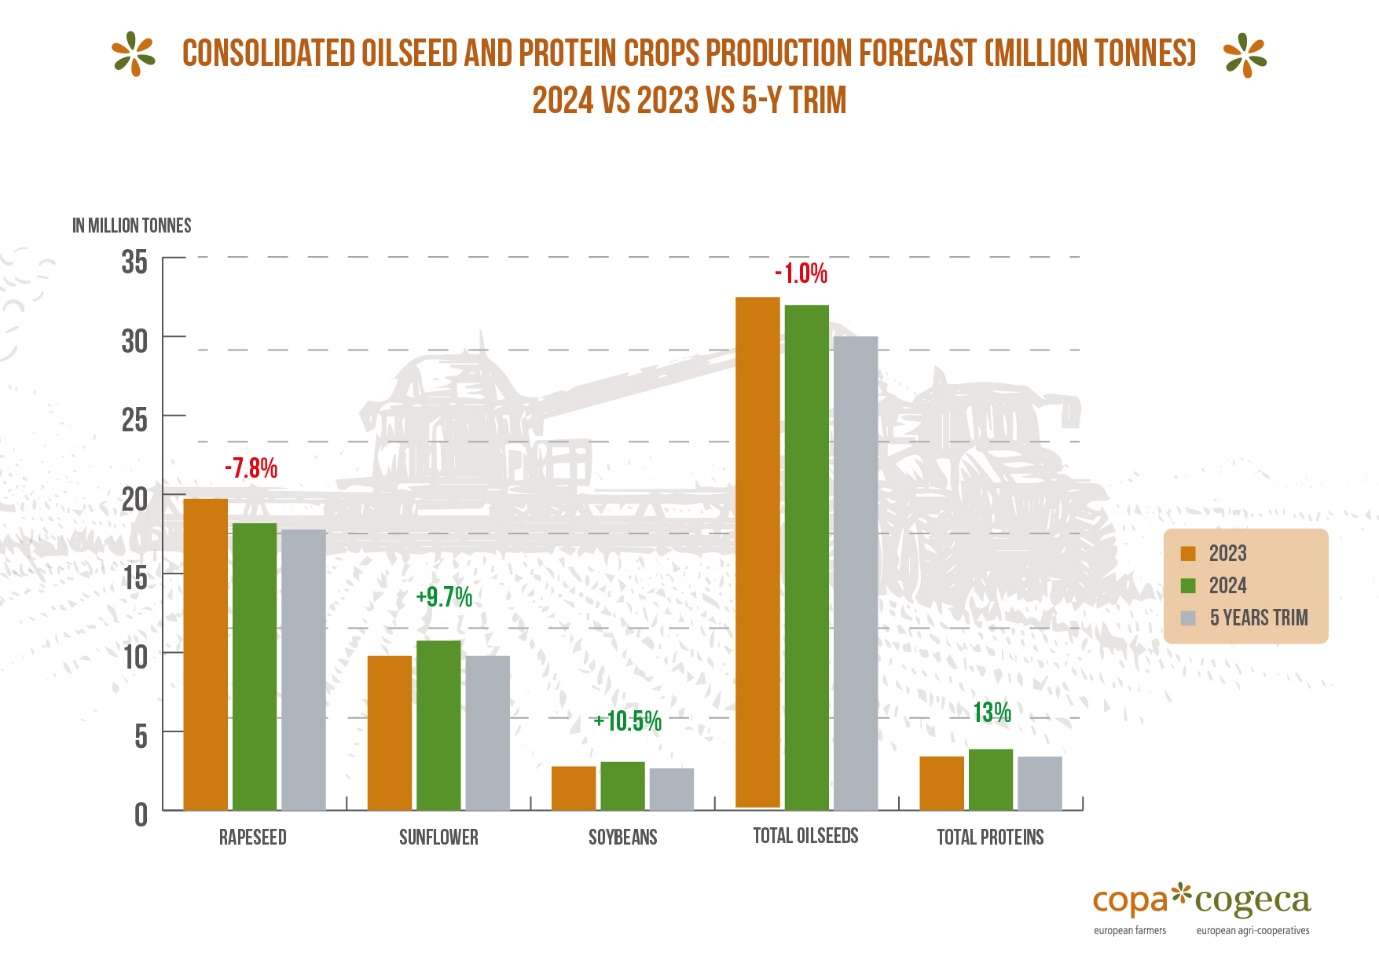 CONSOLIDATED OILSEED AND PROTEIN CROPS PRODUCTION FORECAST (MILLION TONNES)
2024 VS 2023 VS 5-Y TRIM
IN MILLION TONNES
35
30
25
20
15
10
5
0
-7.8%
+9.7%
+10.5%
-1.0%
13%
RAPESEED
SUNFLOWER
SOYBEANS
TOTAL OILSEEDS
TOTAL PROTEINS
2023
2024
5 YEARS TRIM
copa cogeca
european farmers european agri-cooperatives